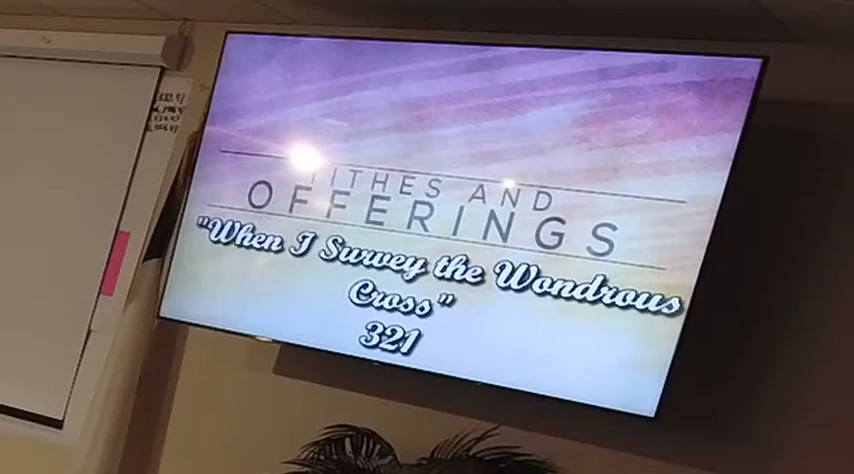 TITHES AND
OFFERINGS
"When I Survey the Wondrous
Cross"
321